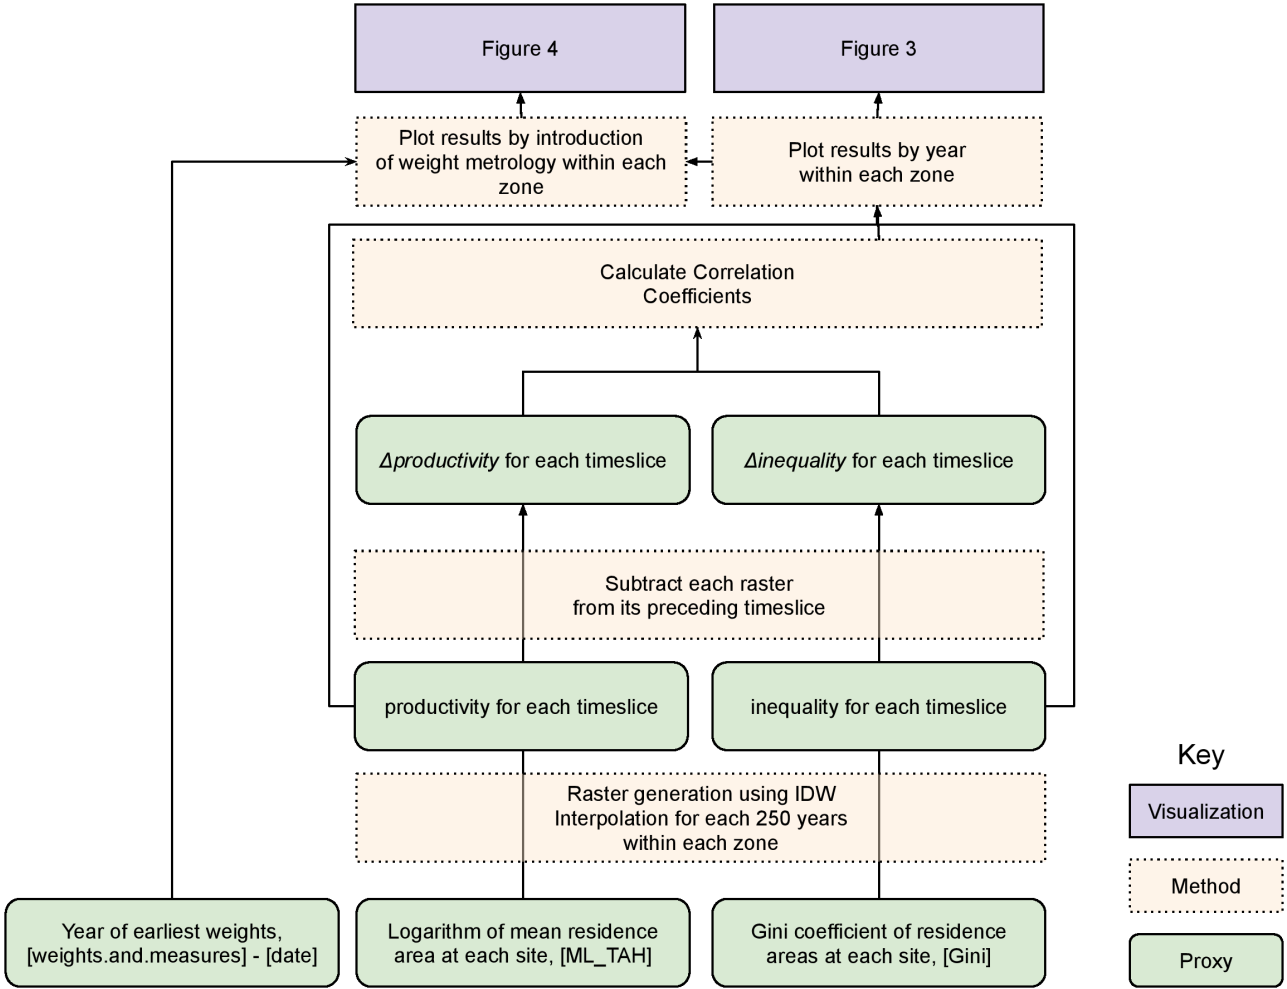 Figure 4
Figure 3
Plot results by introduction
of weight metrology within each
zone
Plot results by year
within each zone
Calculate Correlation
Coefficients
Δproductivity for each timeslice
Δinequality for each timeslice
Subtract each raster
from its preceding timeslice
productivity for each timeslice
inequality for each timeslice
Raster generation using IDW
Interpolation for each 250 years
within each zone
Year of earliest weights,
[weights.and.measures] - [date]
Logarithm of mean residence
area at each site, [ML_TAH]
Gini coefficient of residence
areas at each site, [Gini]
Key
Visualization
Method
Proxy